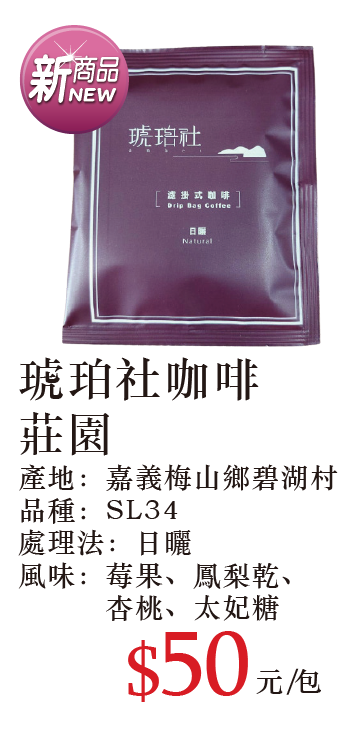 新商品
NEW
琥珀社
[ 濾掛式咖啡
Drip Bag Coffee ]
日曬
Natural
琥珀社咖啡
莊園
產地：嘉義梅山鄉碧湖村
品種：SL34
處理法：日曬
風味：莓果、鳳梨乾、
杏桃、太妃糖
$50元/包